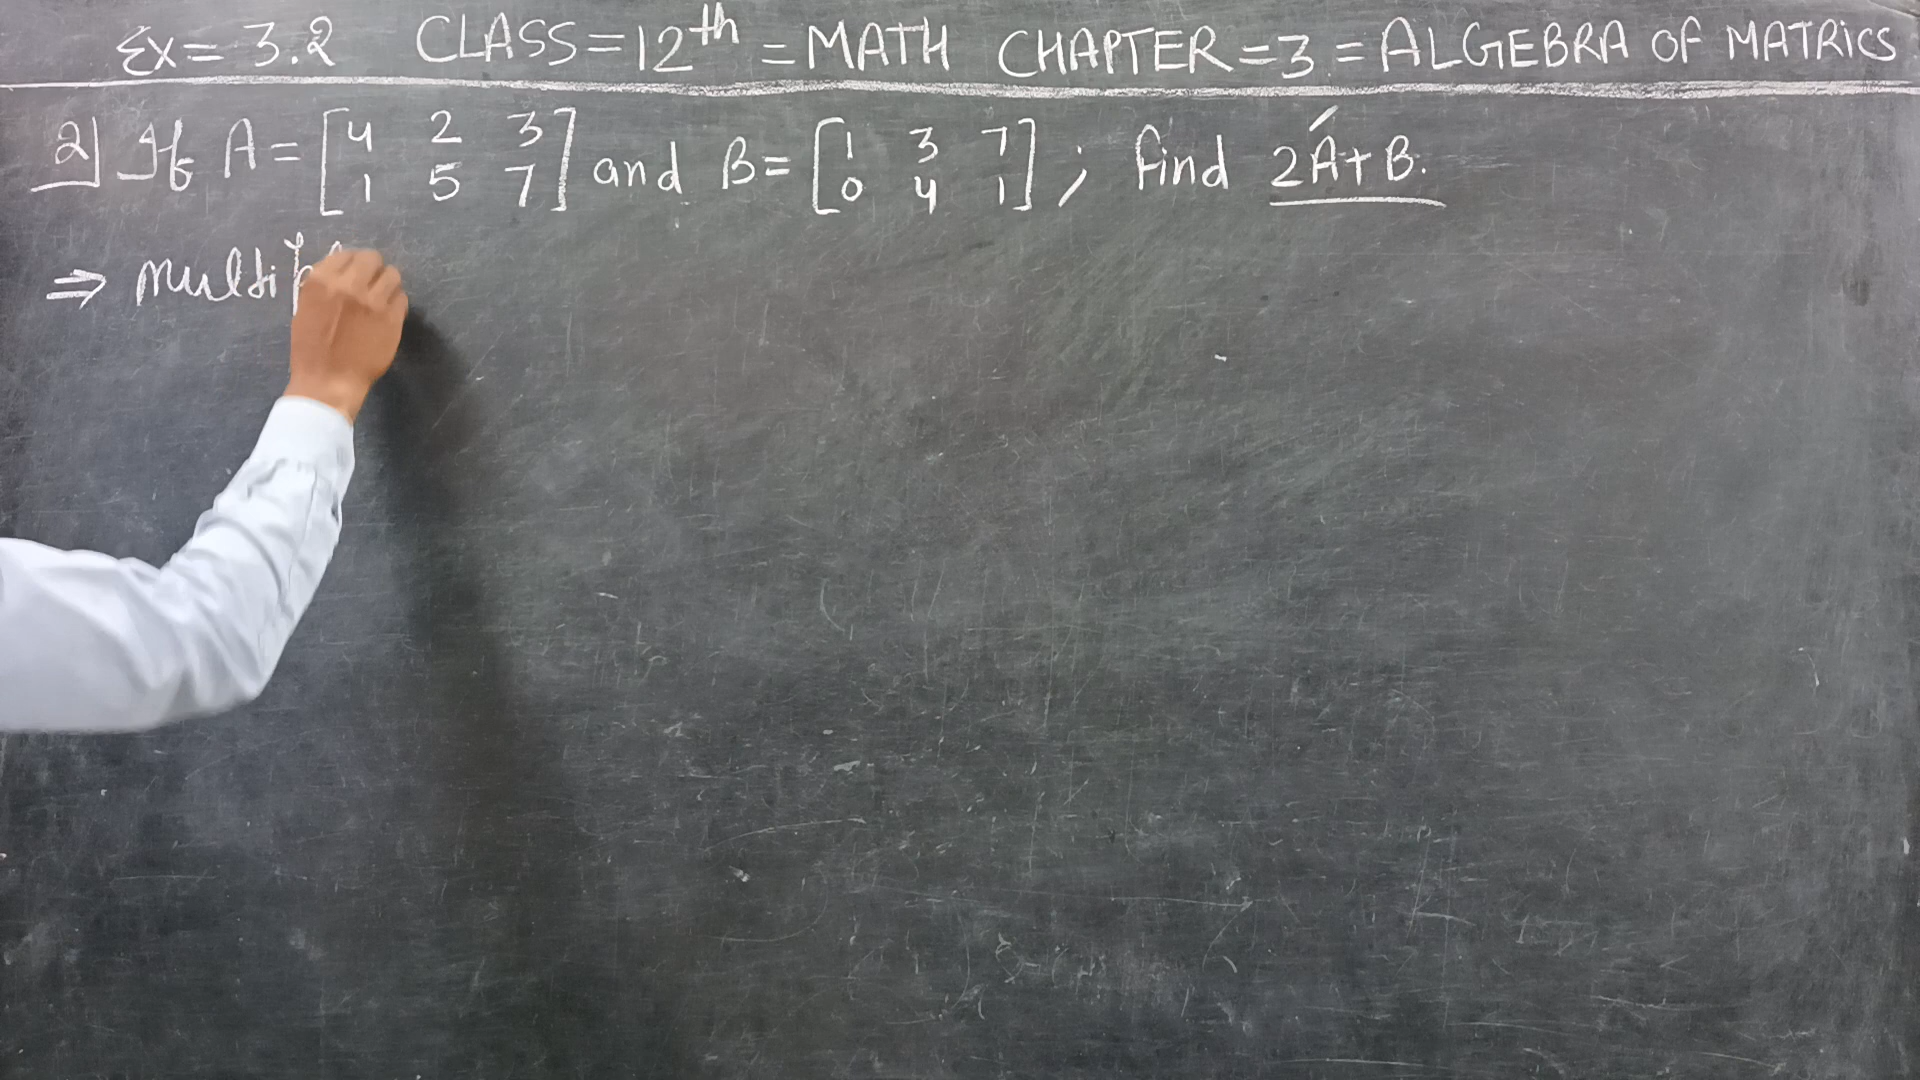 Ex= 3.2 CLASS=12th =MATH CHAPTER=3=ALGEBRA OF MATRICS
2) If A= [4 2 3 1 5 7] and B= [1 3 7 0 4 1]; find 2A+B.
⇒ multipl